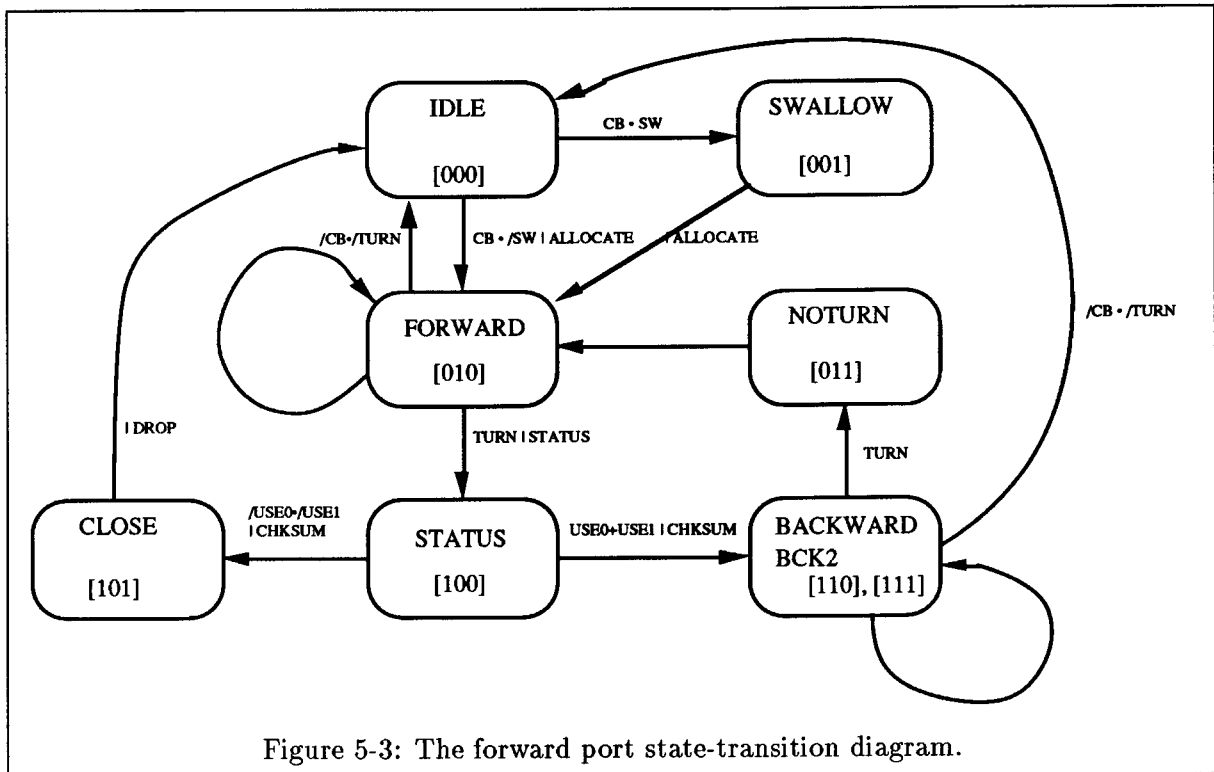 IDLE
[000]
CB • SW
SWALLOW
[001]
/CB•/TURN
CB • /SW | ALLOCATE
| ALLOCATE
FORWARD
[010]
NOTURN
[011]
/CB • /TURN
| DROP
TURN | STATUS
TURN
CLOSE
[101]
/USE0•/USE1
| CHKSUM
STATUS
[100]
USE0+USE1 | CHKSUM
BACKWARD
BCK2
[110], [111]
Figure 5-3: The forward port state-transition diagram.